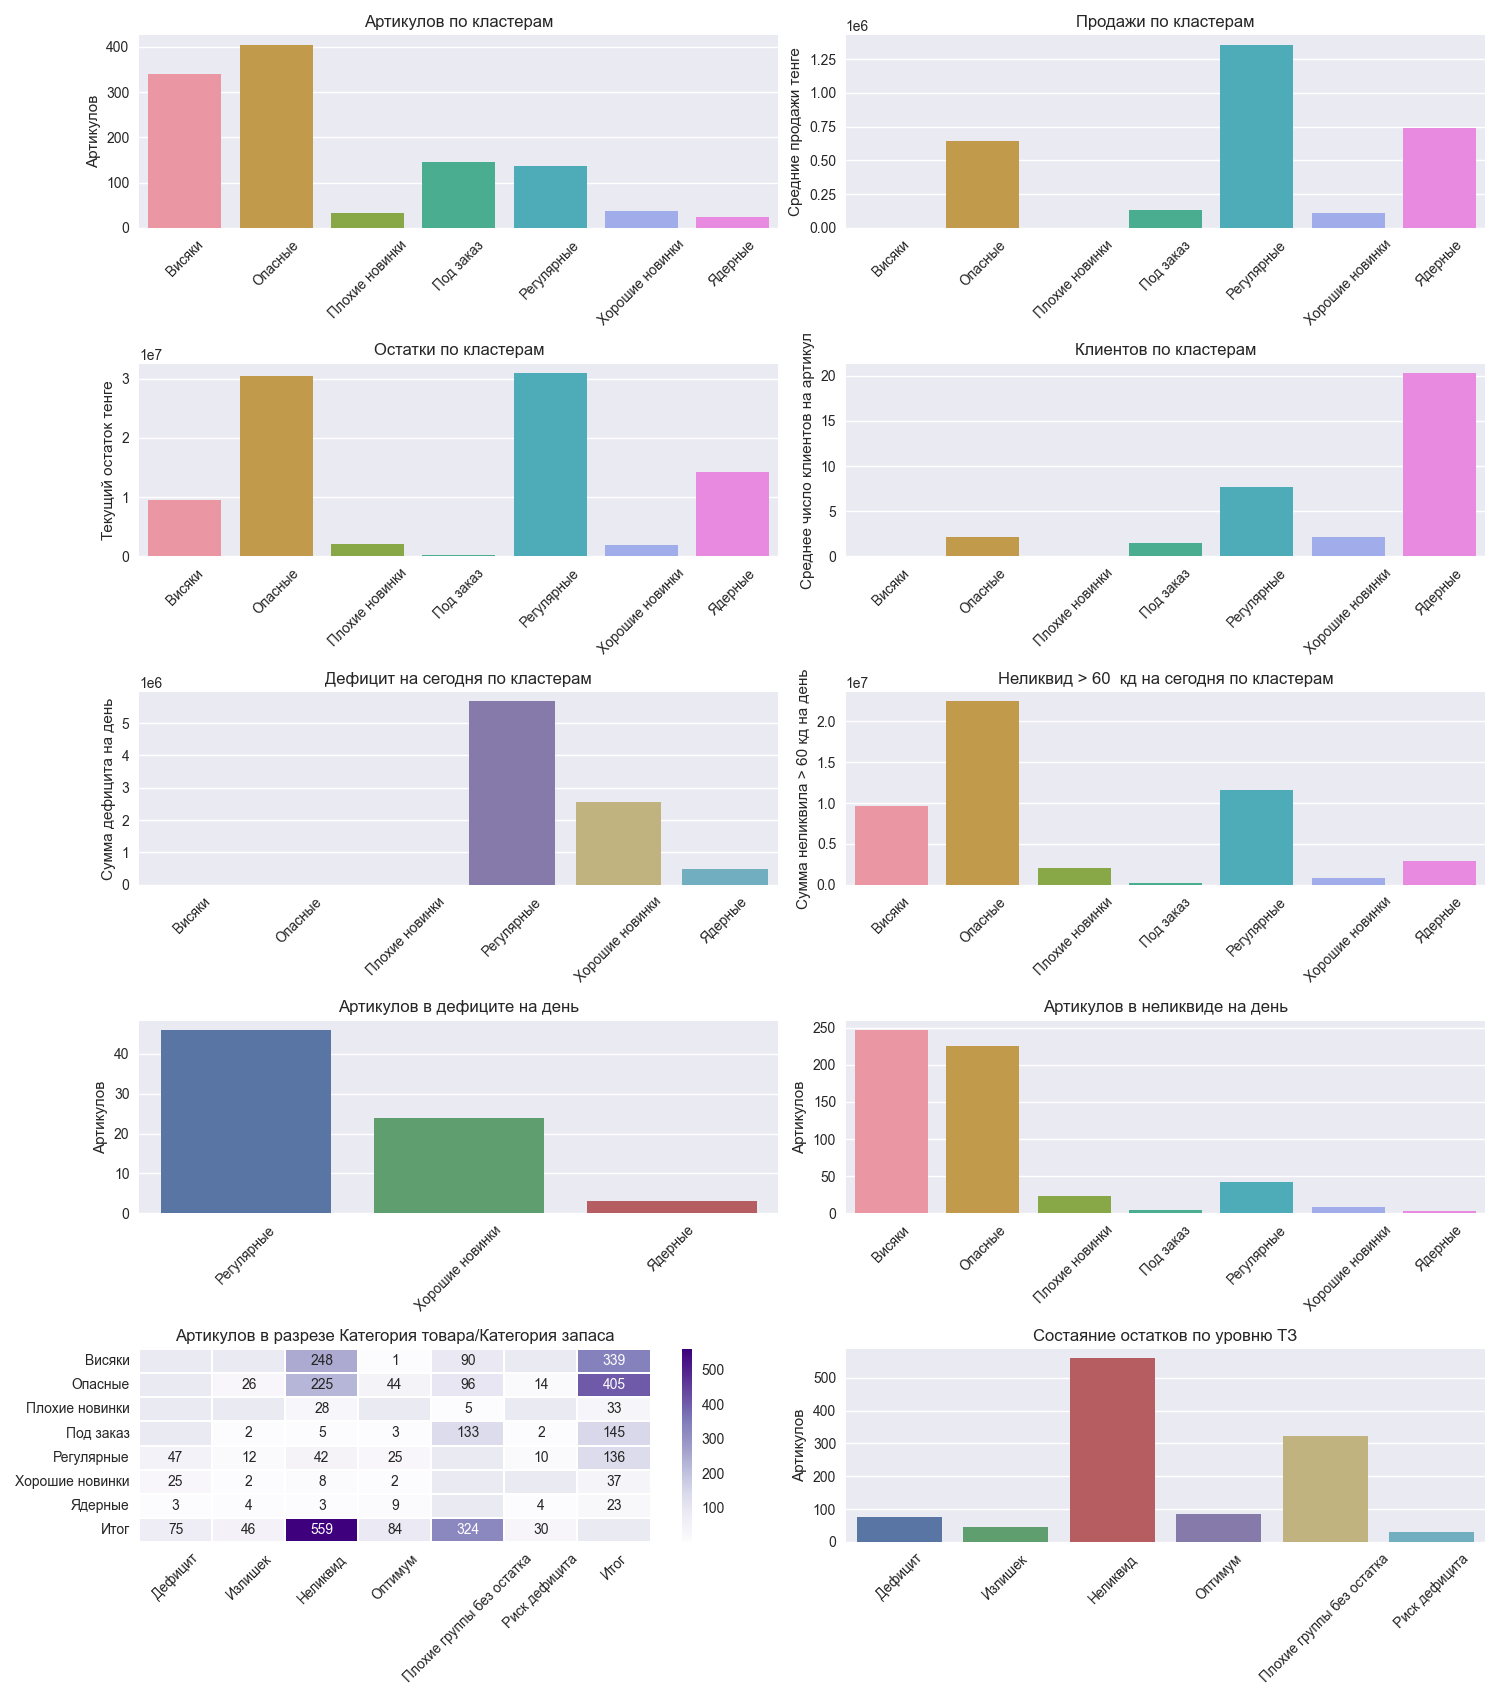 Артикулов по кластерам
Артикулов
400
300
200
100
0
Висяки
Опасные
Плохие новинки
Под заказ
Регулярные
Хорошие новинки
Ядерные
Продажи по кластерам
1e6
Средние продажи тенге
1.25
1.00
0.75
0.50
0.25
0.00
Висяки
Опасные
Плохие новинки
Под заказ
Регулярные
Хорошие новинки
Ядерные
Остатки по кластерам
1e7
Текущий остаток тенге
3
2
1
0
Висяки
Опасные
Плохие новинки
Под заказ
Регулярные
Хорошие новинки
Ядерные
Клиентов по кластерам
Среднее число клиентов на артикул
20
15
10
5
0
Висяки
Опасные
Плохие новинки
Под заказ
Регулярные
Хорошие новинки
Ядерные
Дефицит на сегодня по кластерам
1e6
Сумма дефицита на день
5
4
3
2
1
0
Висяки
Опасные
Плохие новинки
Регулярные
Хорошие новинки
Ядерные
Неликвид > 60 кд на сегодня по кластерам
1e7
Сумма неликвила > 60 кд на день
2.0
1.5
1.0
0.5
0.0
Висяки
Опасные
Плохие новинки
Под заказ
Регулярные
Хорошие новинки
Ядерные
Артикулов в дефиците на день
Артикулов
40
30
20
10
0
Регулярные
Хорошие новинки
Ядерные
Артикулов в неликвиде на день
Артикулов
250
200
150
100
50
0
Висяки
Опасные
Плохие новинки
Под заказ
Регулярные
Хорошие новинки
Ядерные
Артикулов в разрезе Категория товара/Категория запаса
Висяки 248 1 90 339
Опасные 26 225 44 96 14 405
Плохие новинки 28 5 33
Под заказ 2 5 3 133 2 145
Регулярные 47 12 42 25 10 136
Хорошие новинки 25 2 8 2 37
Ядерные 3 4 3 9 4 23
Итог 75 46 559 84 324 30
Дефицит
Излишек
Неликвид
Оптимум
Плохие группы без остатка
Риск дефицита
Итог
500
400
300
200
100
Состаяние остатков по уровню ТЗ
Артикулов
500
400
300
200
100
0
Дефицит
Излишек
Неликвид
Оптимум
Плохие группы без остатка
Риск дефицита